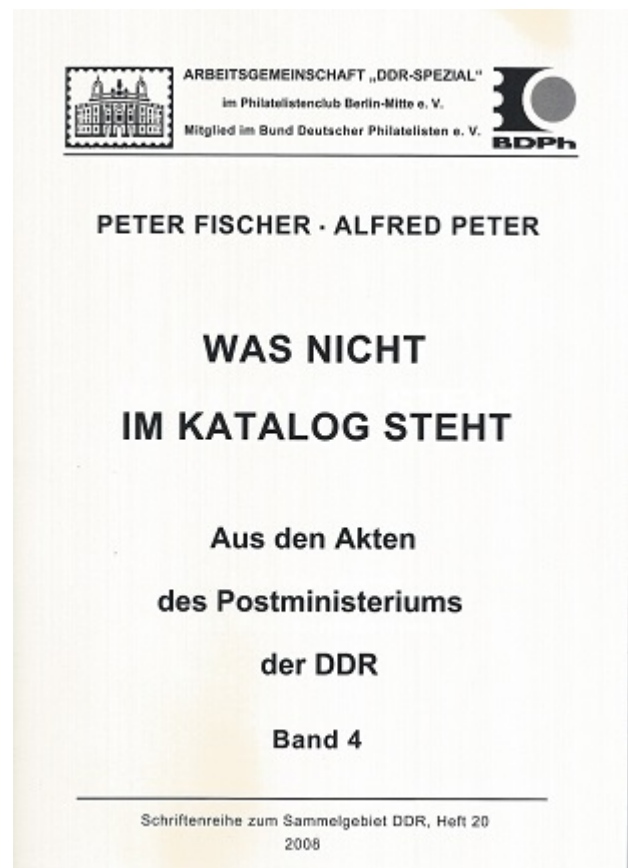 ARBEITSGEMEINSCHAFT „DDR-SPEZIAL“
im Philatelistenclub Berlin-Mitte e. V.
Mitglied im Bund Deutscher Philatelisten e. V.
BDPh
PETER FISCHER · ALFRED PETER
WAS NICHT
IM KATALOG STEHT
Aus den Akten
des Postministeriums
der DDR
Band 4
Schriftenreihe zum Sammelgebiet DDR, Heft 20
2008